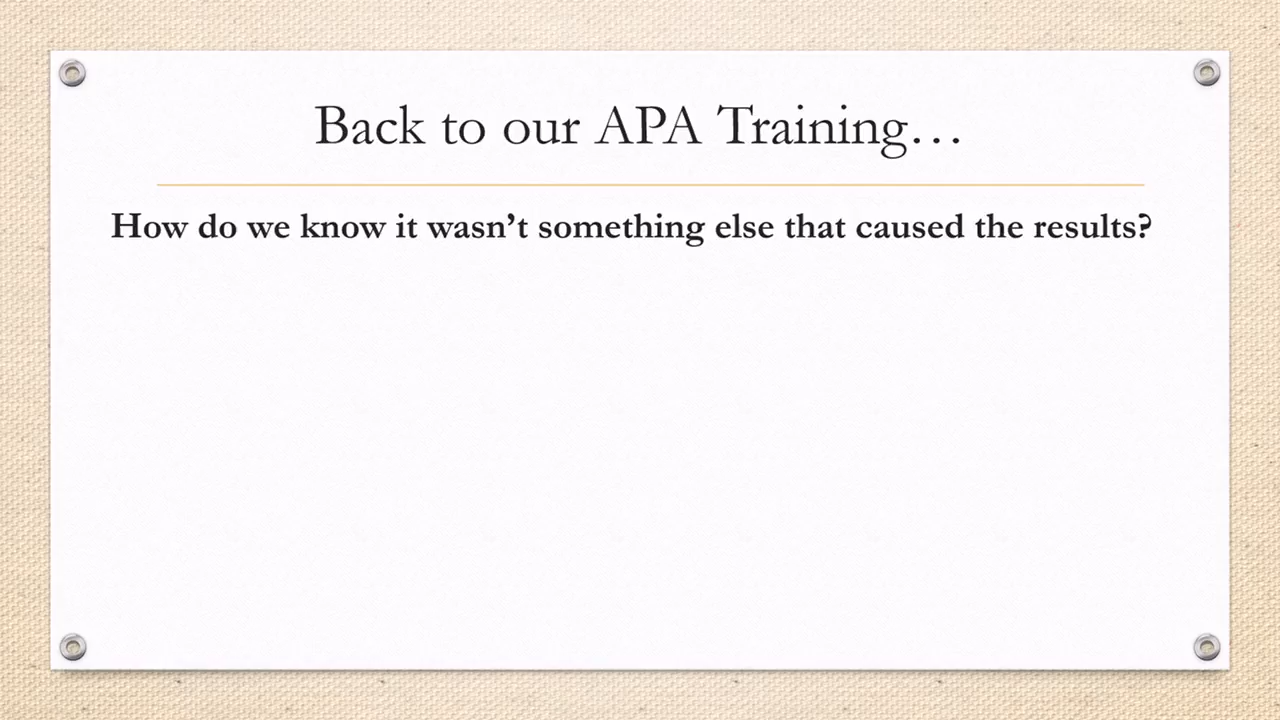 Back to our APA Training…
How do we know it wasn’t something else that caused the results?